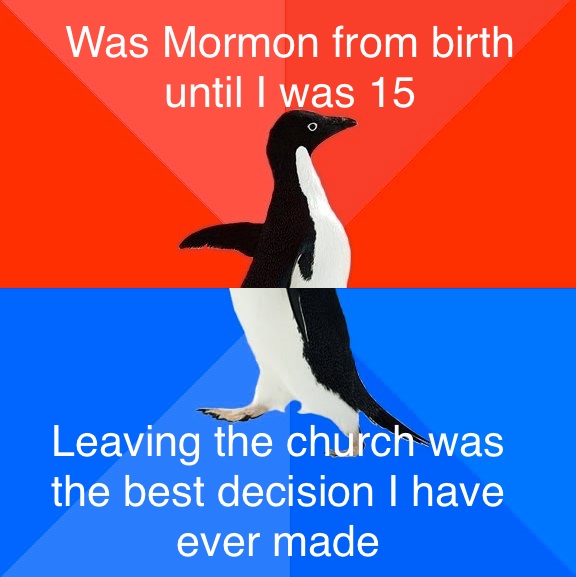 Was Mormon from birth
until I was 15
Leaving the church was
the best decision I have
ever made